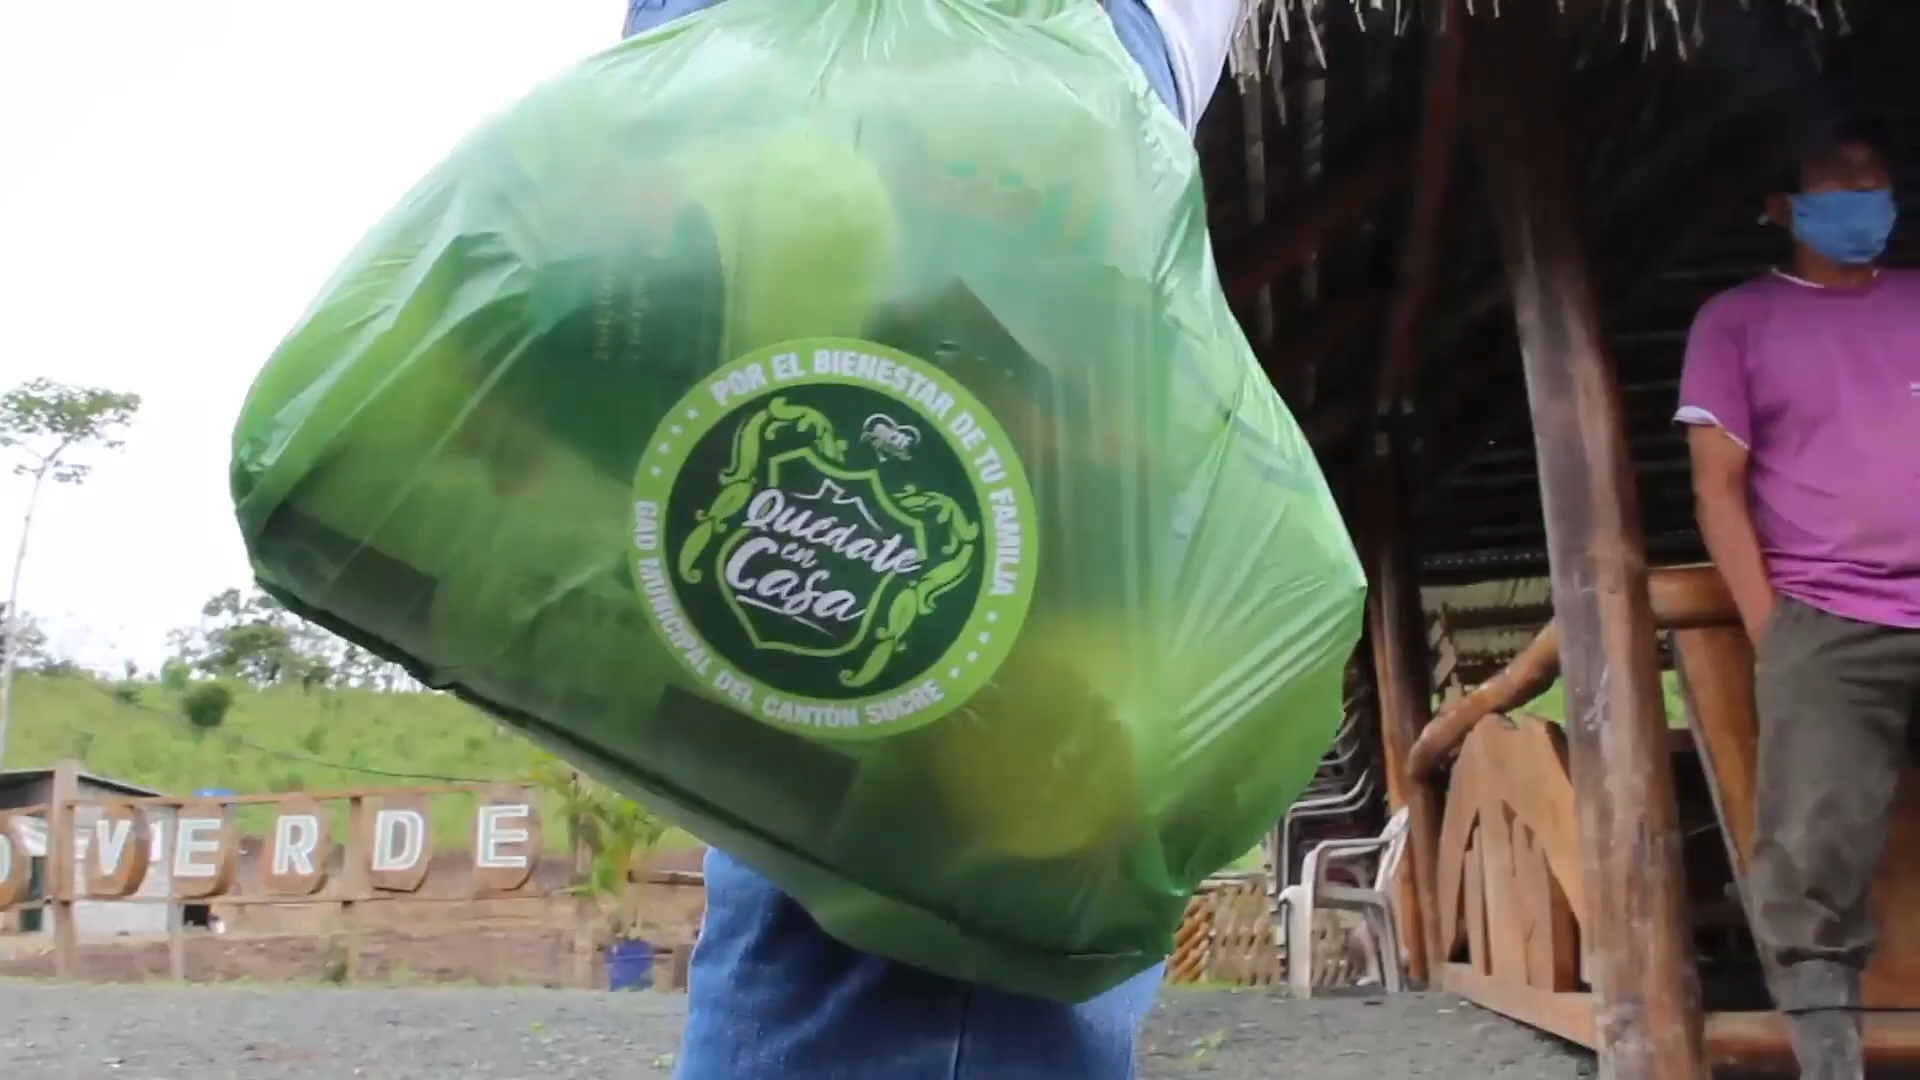 POR EL BIENESTAR DE TU FAMILIA
Quédate
en
Casa
GAD MUNICIPAL DEL CANTÓN SUCRE
VERDE